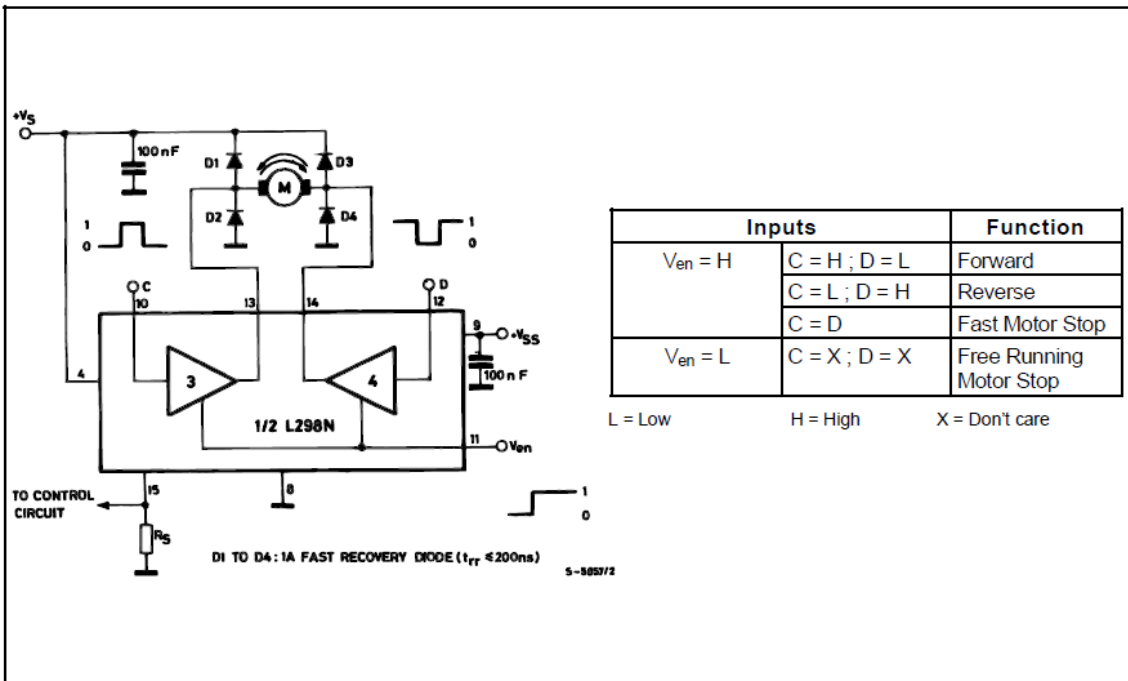 +VS
100nF
D1
D3
M
D2
D4
1
0
1
0
C
D
10
13
14
12
9
+VSS
4
3
4
100nF
1/2 L298N
11
Ven
15
8
TO CONTROL
CIRCUIT
RS
1
0
D1 TO D4 : 1A FAST RECOVERY DIODE (trr ≤ 200ns)
S-5857/2
Inputs Function
Ven = H C = H ; D = L Forward
C = L ; D = H Reverse
C = D Fast Motor Stop
Ven = L C = X ; D = X Free Running
Motor Stop
L = Low H = High X = Don't care